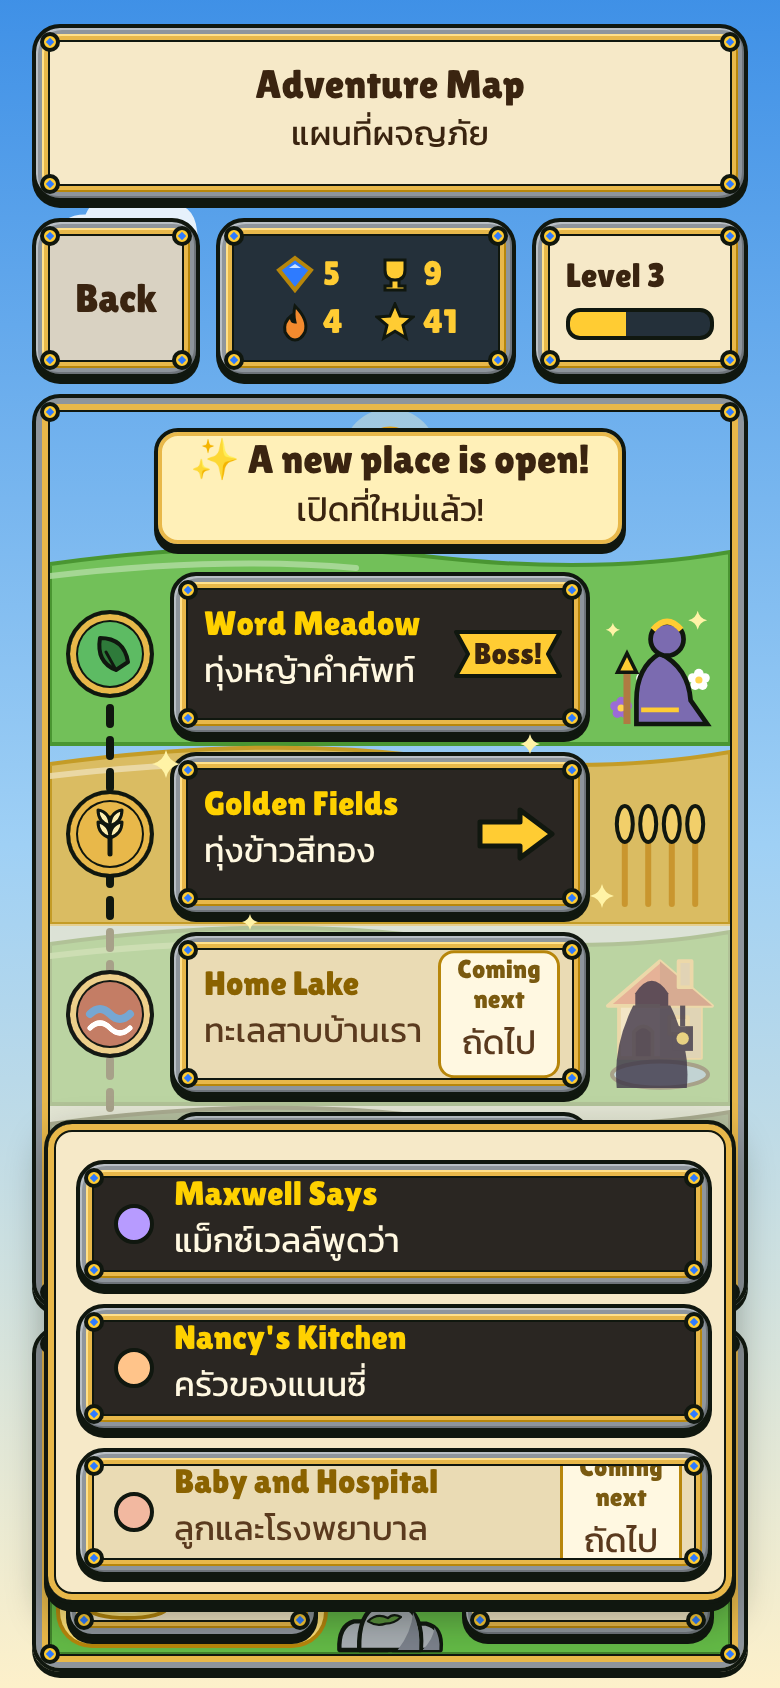 Adventure Map
แผนที่ผจญภัย
Back
5
9
4
41
Level 3
✨ A new place is open!
เปิดที่ใหม่แล้ว!
Word Meadow
ทุ่งหญ้าคำศัพท์
Boss!
Golden Fields
ทุ่งข้าวสีทอง
Home Lake
ทะเลสาบบ้านเรา
Coming
next
ถัดไป
Maxwell Says
แม็กซ์เวลล์พูดว่า
Nancy's Kitchen
ครัวของแนนซี่
Baby and Hospital
ลูกและโรงพยาบาล
Coming
next
ถัดไป